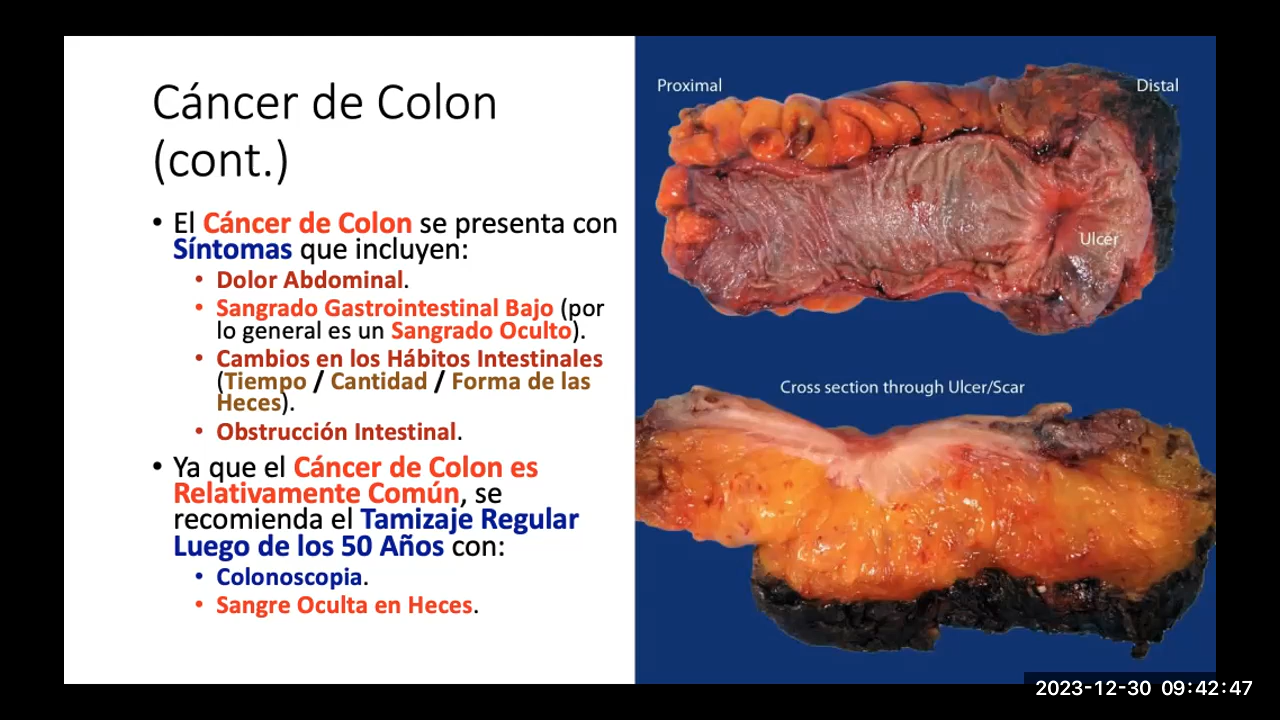 Cáncer de Colon
(cont.)
• El Cáncer de Colon se presenta con
Síntomas que incluyen:
• Dolor Abdominal.
• Sangrado Gastrointestinal Bajo (por
lo general es un Sangrado Oculto).
• Cambios en los Hábitos Intestinales
(Tiempo / Cantidad / Forma de las
Heces).
• Obstrucción Intestinal.
• Ya que el Cáncer de Colon es
Relativamente Común, se
recomienda el Tamizaje Regular
Luego de los 50 Años con:
• Colonoscopia.
• Sangre Oculta en Heces.
Proximal
Distal
Ulcer
Cross section through Ulcer/Scar
2023-12-30 09:42:47